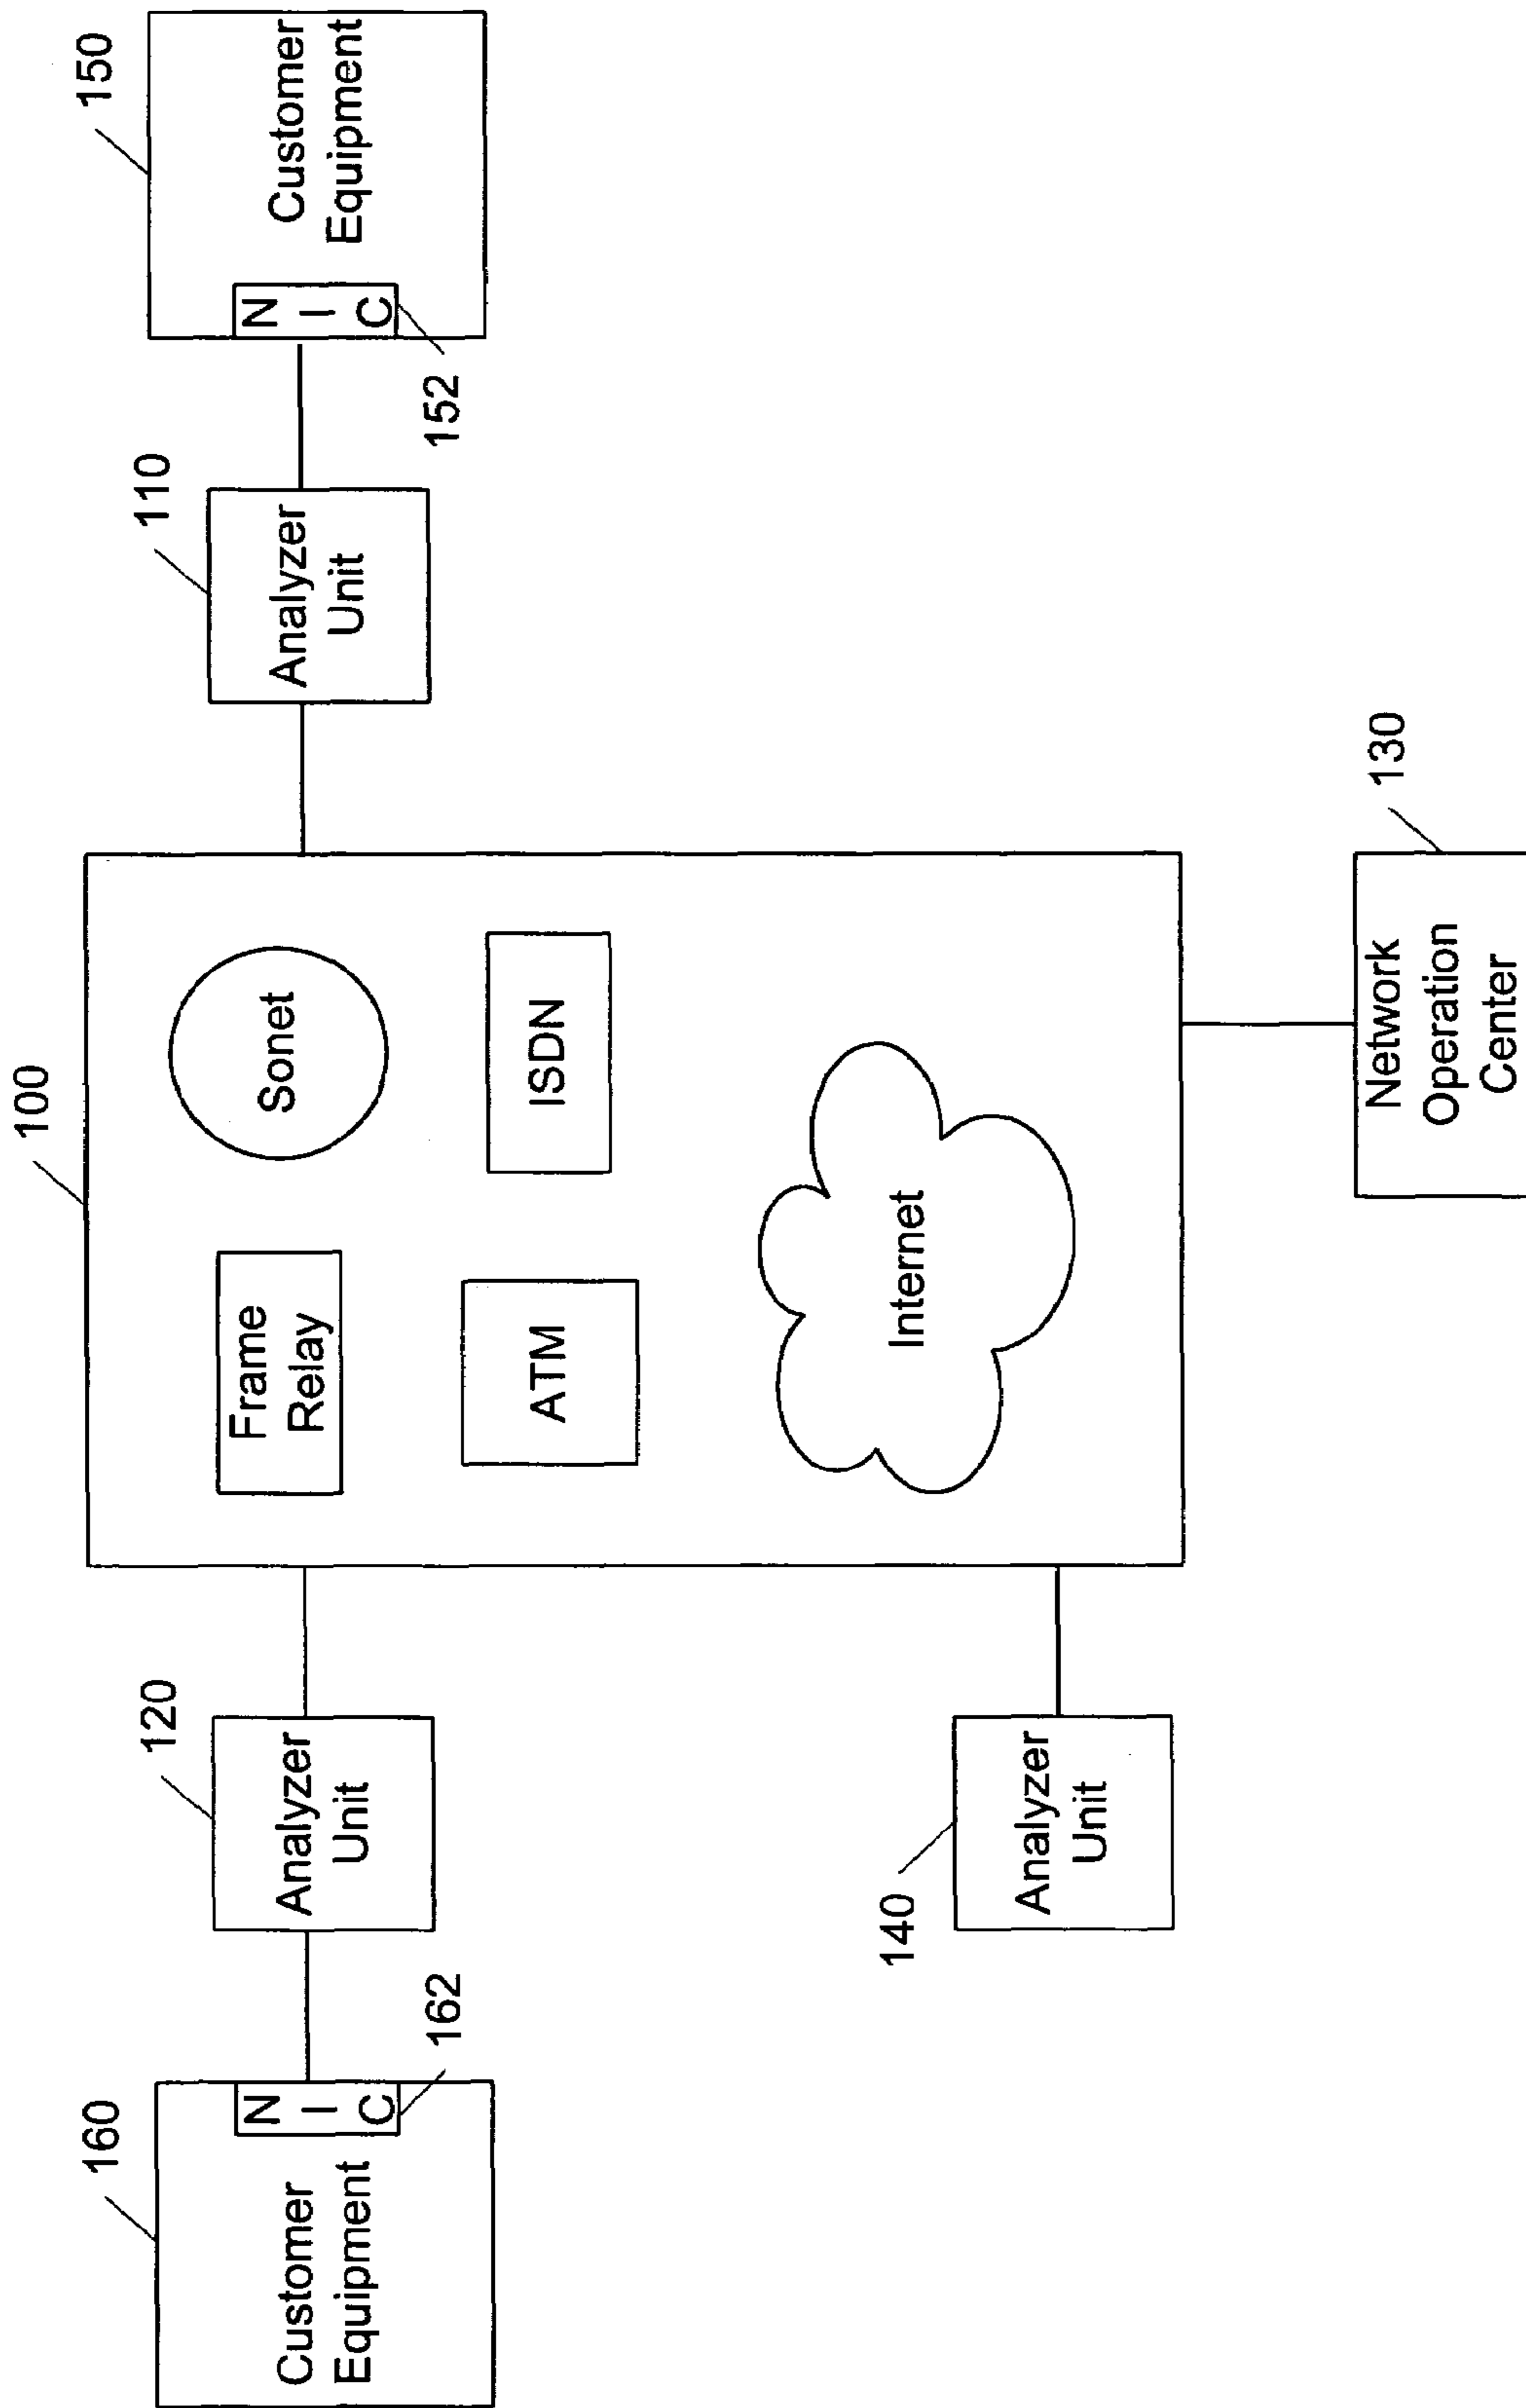 100
160
Customer
Equipment
N
I
C
162
120
Analyzer
Unit
Frame
Relay
Sonet
ATM
ISDN
Internet
110
Analyzer
Unit
150
N
I
C
152
Customer
Equipment
140
Analyzer
Unit
Network
Operation
Center
130